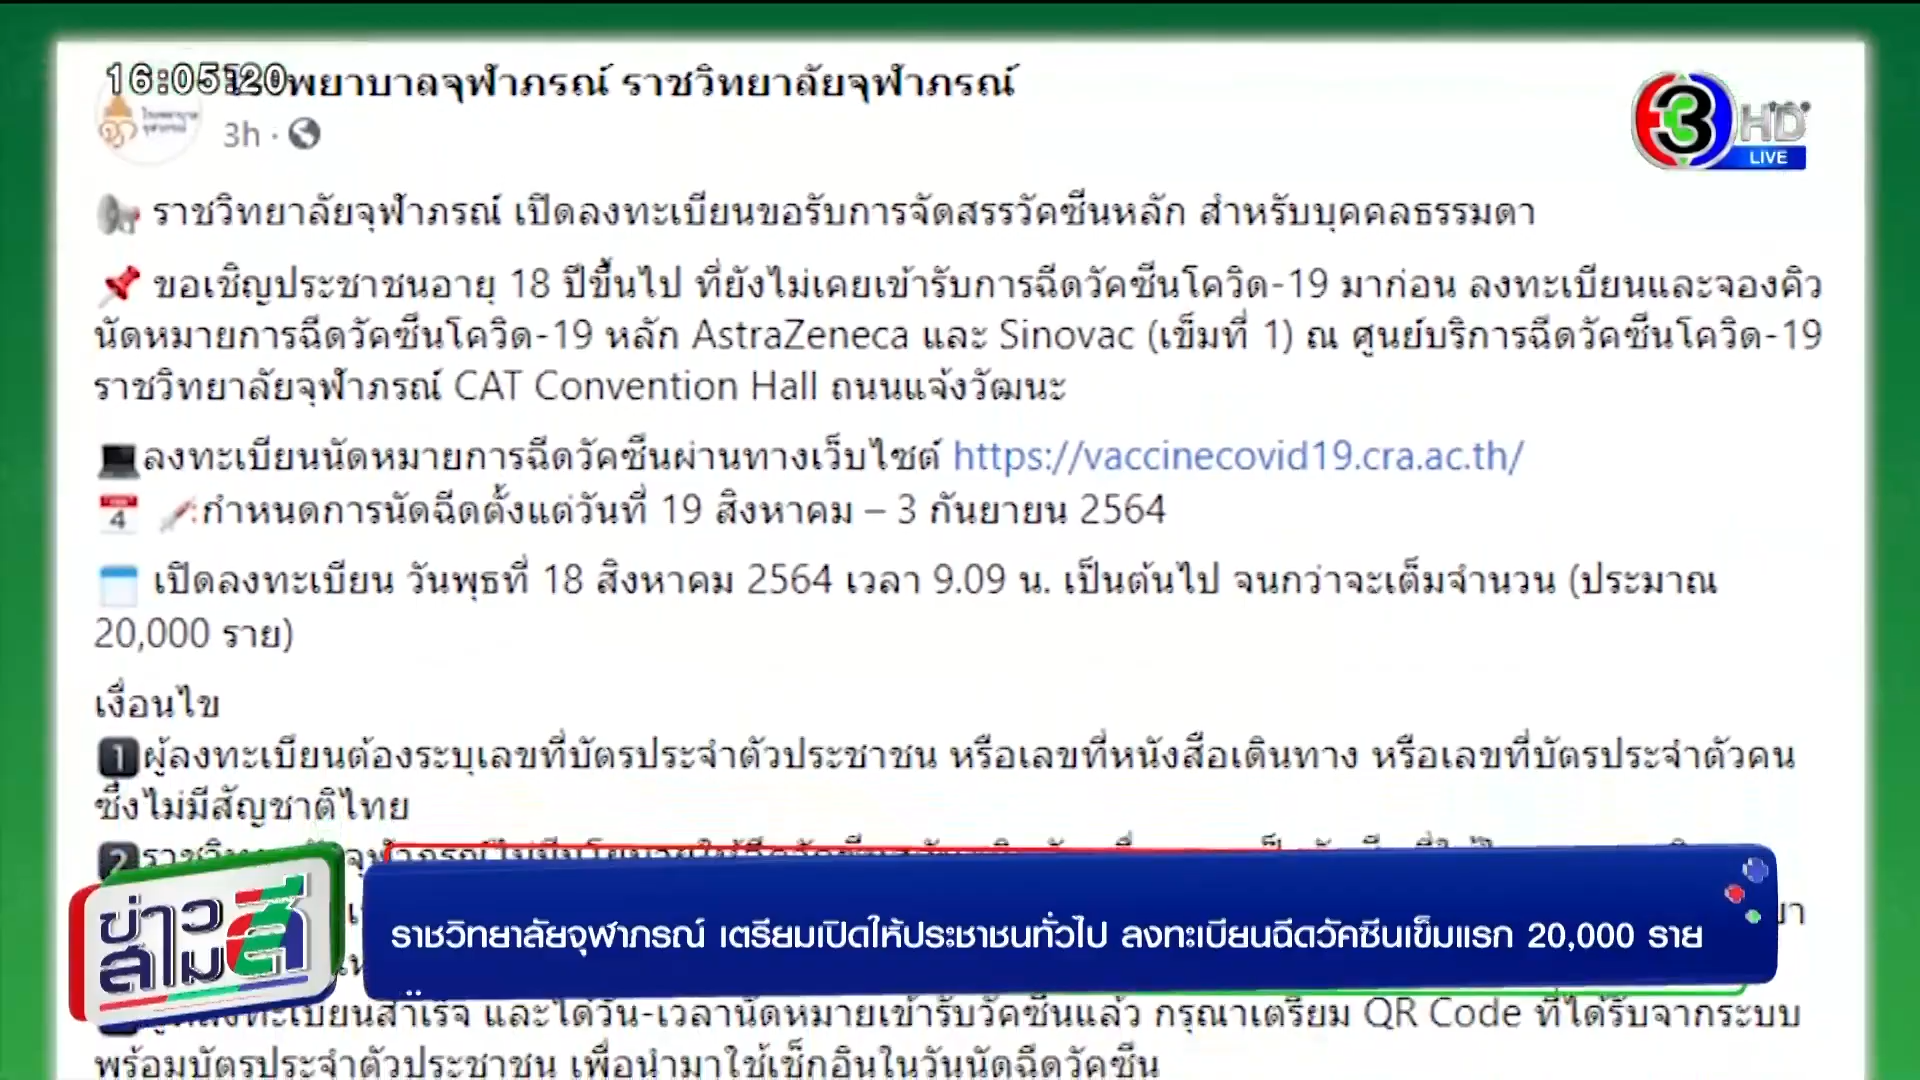 16:05:20
พยาบาลจุฬาภรณ์ ราชวิทยาลัยจุฬาภรณ์
3h ·
3 HD
LIVE
ราชวิทยาลัยจุฬาภรณ์ เปิดลงทะเบียนขอรับการจัดสรรวัคซีนหลัก สำหรับบุคคลธรรมดา
ขอเชิญประชาชนอายุ 18 ปีขึ้นไป ที่ยังไม่เคยเข้ารับการฉีดวัคซีนโควิด-19 มาก่อน ลงทะเบียนและจองคิว
นัดหมายการฉีดวัคซีนโควิด-19 หลัก AstraZeneca และ Sinovac (เข็มที่ 1) ณ ศูนย์บริการฉีดวัคซีนโควิด-19
ราชวิทยาลัยจุฬาภรณ์ CAT Convention Hall ถนนแจ้งวัฒนะ
ลงทะเบียนนัดหมายการฉีดวัคซีนผ่านทางเว็บไซต์ https://vaccinecovid19.cra.ac.th/
4 กำหนดการนัดฉีดตั้งแต่วันที่ 19 สิงหาคม – 3 กันยายน 2564
เปิดลงทะเบียน วันพุธที่ 18 สิงหาคม 2564 เวลา 9.09 น. เป็นต้นไป จนกว่าจะเต็มจำนวน (ประมาณ
20,000 ราย)
เงื่อนไข
1 ผู้ลงทะเบียนต้องระบุเลขที่บัตรประจำตัวประชาชน หรือเลขที่หนังสือเดินทาง หรือเลขที่บัตรประจำตัวคน
ซึ่งไม่มีสัญชาติไทย
2
ข่าว
สามสี
ราชวิทยาลัยจุฬาภรณ์ เตรียมเปิดให้ประชาชนทั่วไป ลงทะเบียนฉีดวัคซีนเข็มแรก 20,000 ราย
และได้วัน-เวลานัดหมายเข้ารับวัคซีนแล้ว กรุณาเตรียม QR Code ที่ได้รับจากระบบ
พร้อมบัตรประจำตัวประชาชน เพื่อนำมาใช้เช็กอินในวันนัดฉีดวัคซีน